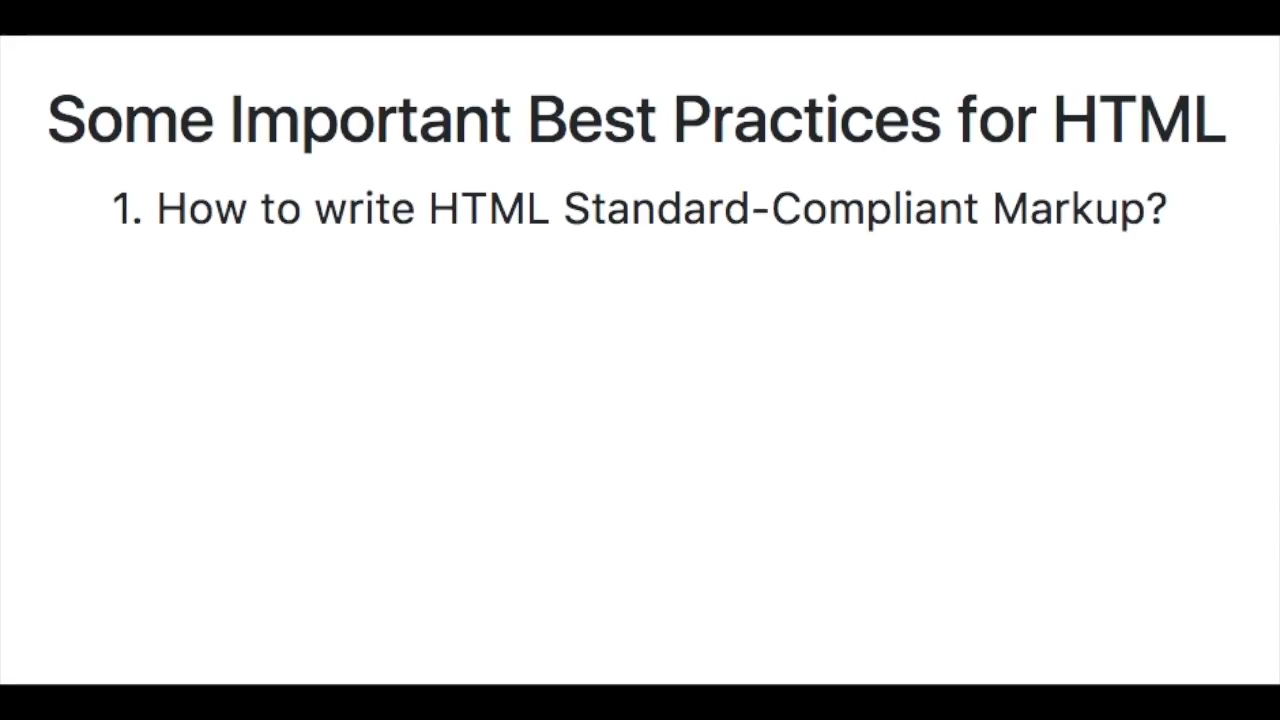 Some Important Best Practices for HTML
1. How to write HTML Standard-Compliant Markup?